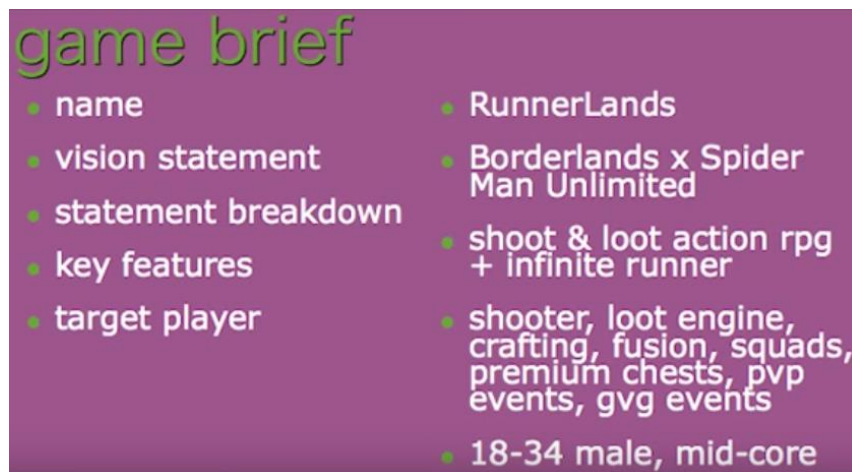 game brief
name
vision statement
statement breakdown
key features
target player
RunnerLands
Borderlands x Spider
Man Unlimited
shoot & loot action rpg
+ infinite runner
shooter, loot engine,
crafting, fusion, squads,
premium chests, pvp
events, gvg events
18-34 male, mid-core